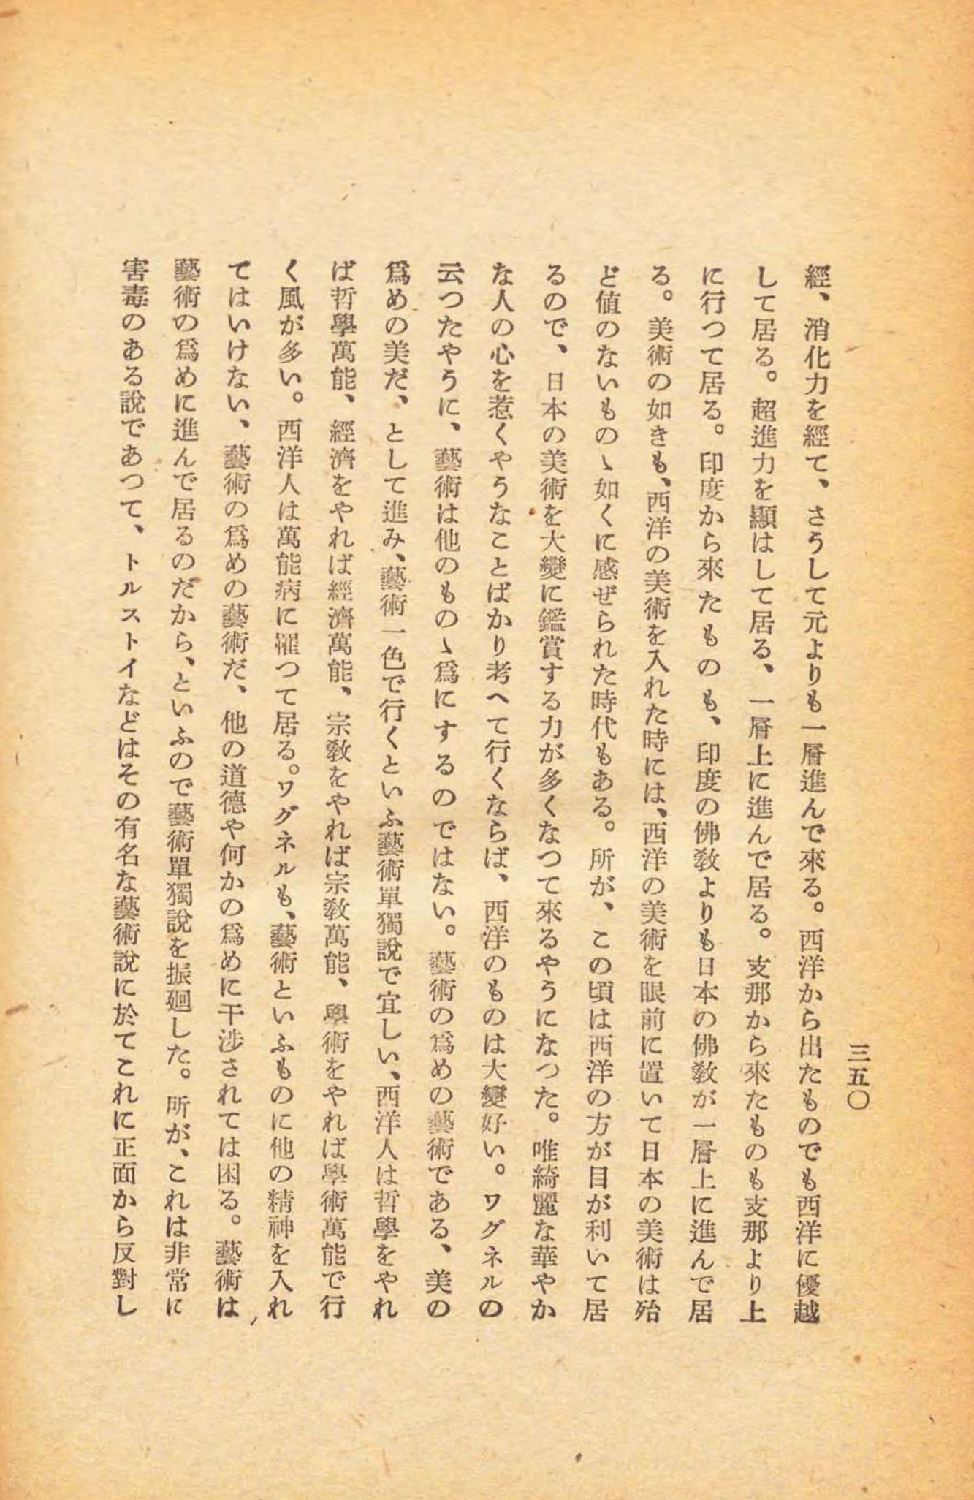 三五〇
經、消化力を經て、さうして元よりも一層進んで來る。西洋から出たものでも西洋に優越
して居る。超進力を顯はして居る、一層上に進んで居る。支那から來たものも支那より上
に行つて居る。印度から來たものも、印度の佛敎よりも日本の佛敎が一層上に進んで居
る。美術の如きも、西洋の美術を入れた時には、西洋の美術を眼前に置いて日本の美術は殆
ど値のないものゝ如くに感ぜられた時代もある。所が、この頃は西洋の方が目が利いて居
るので、日本の美術を大變に鑑賞する力が多くなつて來るやうになつた。唯綺麗な華やか
な人の心を惹くやうなことばかり考へて行くならば、西洋のものは大變好い。ワグネルの
云つたやうに、藝術は他のものゝ爲にするのではない。藝術の爲めの藝術である、美の
爲めの美だ、として進み、藝術一色で行くといふ藝術單獨說で宜しい、西洋人は哲學をやれ
ば哲學萬能、經濟をやれば經濟萬能、宗敎をやれば宗敎萬能、學術をやれば學術萬能で行
く風が多い。西洋人は萬能病に罹つて居る。ワグネルも、藝術といふものに他の精神を入れ
てはいけない、藝術の爲めの藝術だ、他の道德や何かの爲めに干涉されては困る。藝術は
藝術の爲めに進んで居るのだから、といふので藝術單獨說を振廻した。所が、これは非常に
害毒のある說であつて、トルストイなどはその有名な藝術說に於てこれに正面から反對し